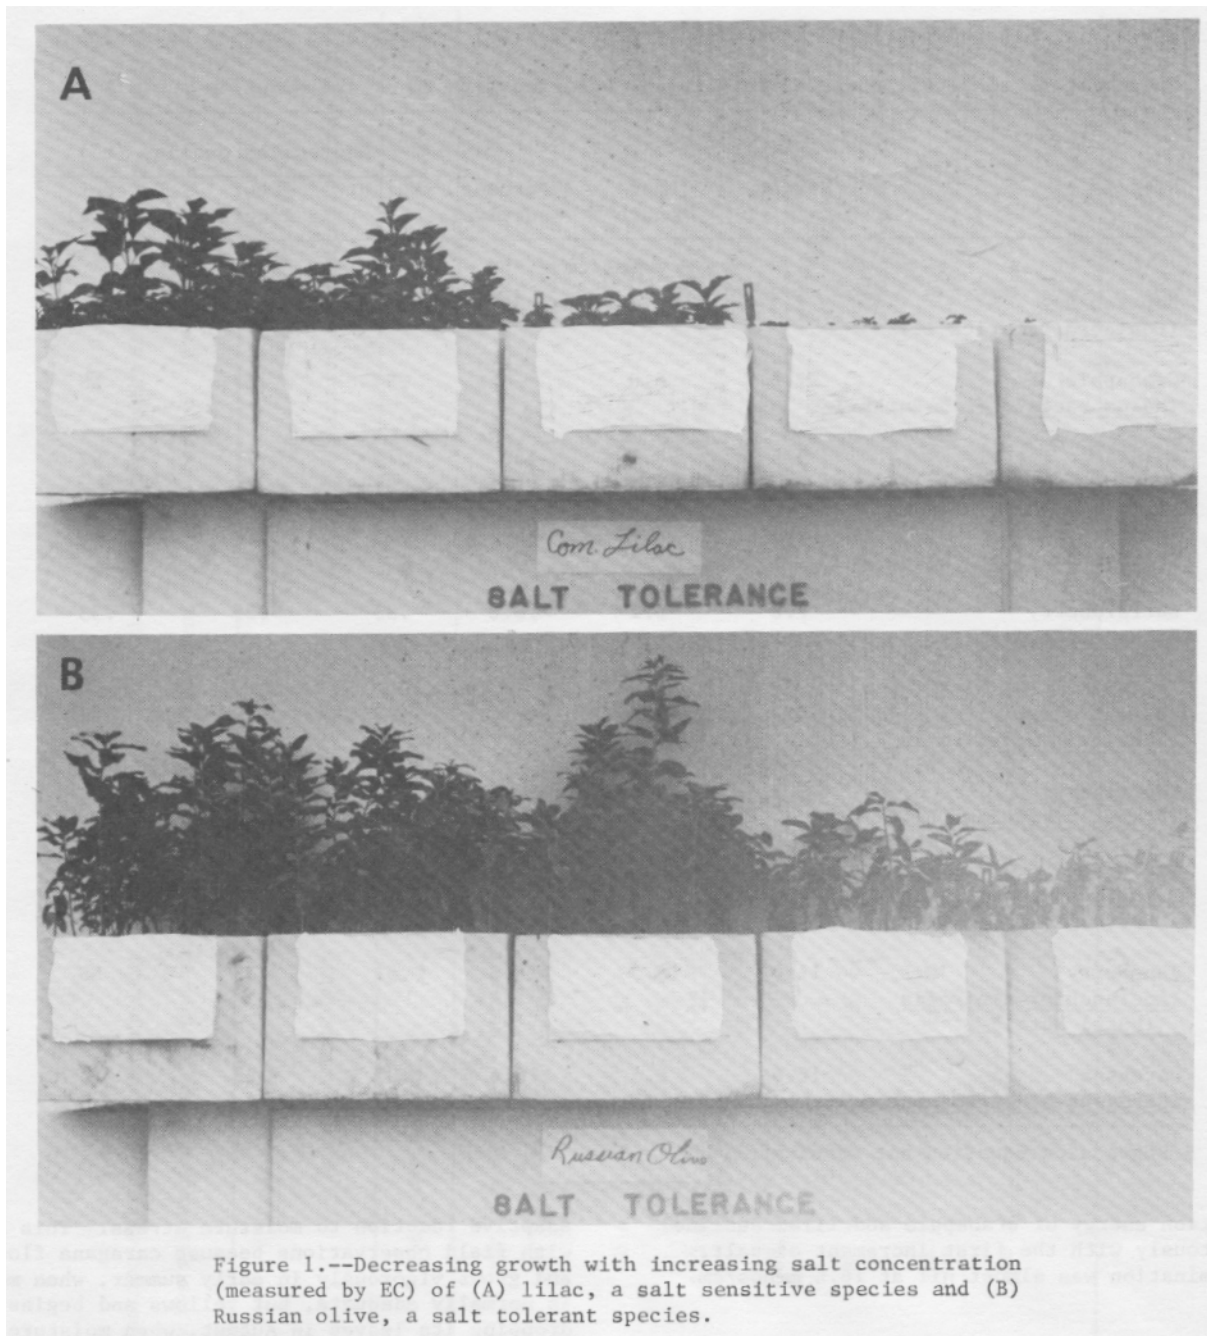 A
Com. Lilac
SALT TOLERANCE
B
Russian Olive
SALT TOLERANCE
Figure 1.--Decreasing growth with increasing salt concentration
(measured by EC) of (A) lilac, a salt sensitive species and (B)
Russian olive, a salt tolerant species.